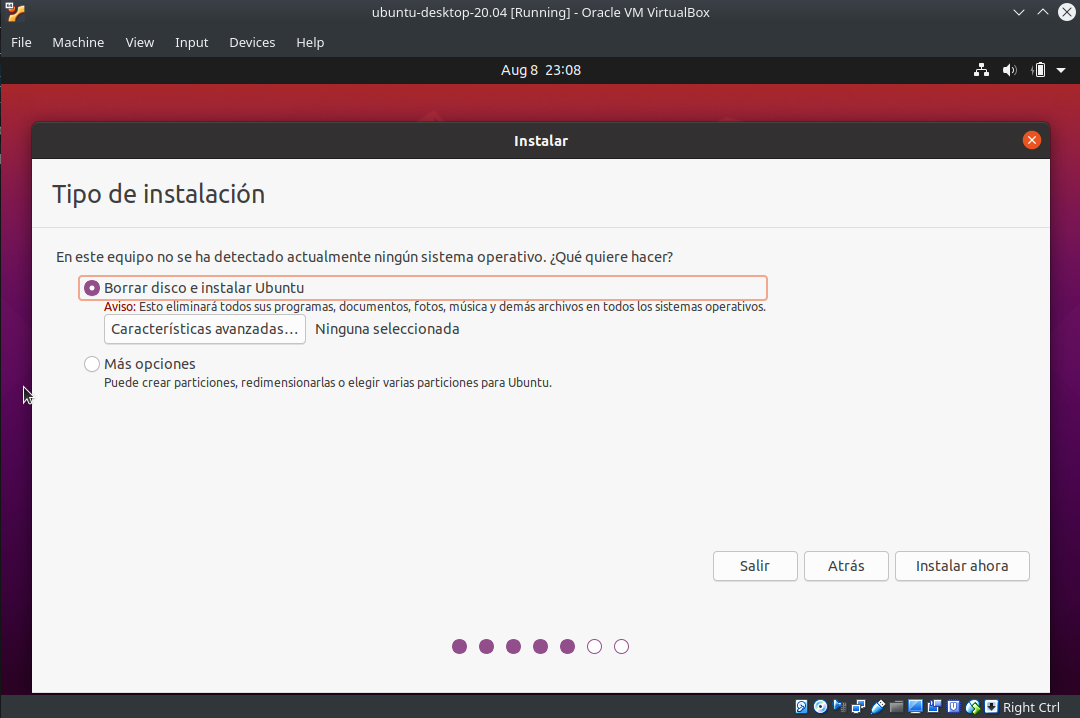 ubuntu-desktop-20.04 [Running] - Oracle VM VirtualBox
File Machine View Input Devices Help
Aug 8 23:08
Instalar
Tipo de instalación
En este equipo no se ha detectado actualmente ningún sistema operativo. ¿Qué quiere hacer?
Borrar disco e instalar Ubuntu
Aviso: Esto eliminará todos sus programas, documentos, fotos, música y demás archivos en todos los sistemas operativos.
Características avanzadas... Ninguna seleccionada
Más opciones
Puede crear particiones, redimensionarlas o elegir varias particiones para Ubuntu.
Salir Atrás Instalar ahora
Right Ctrl